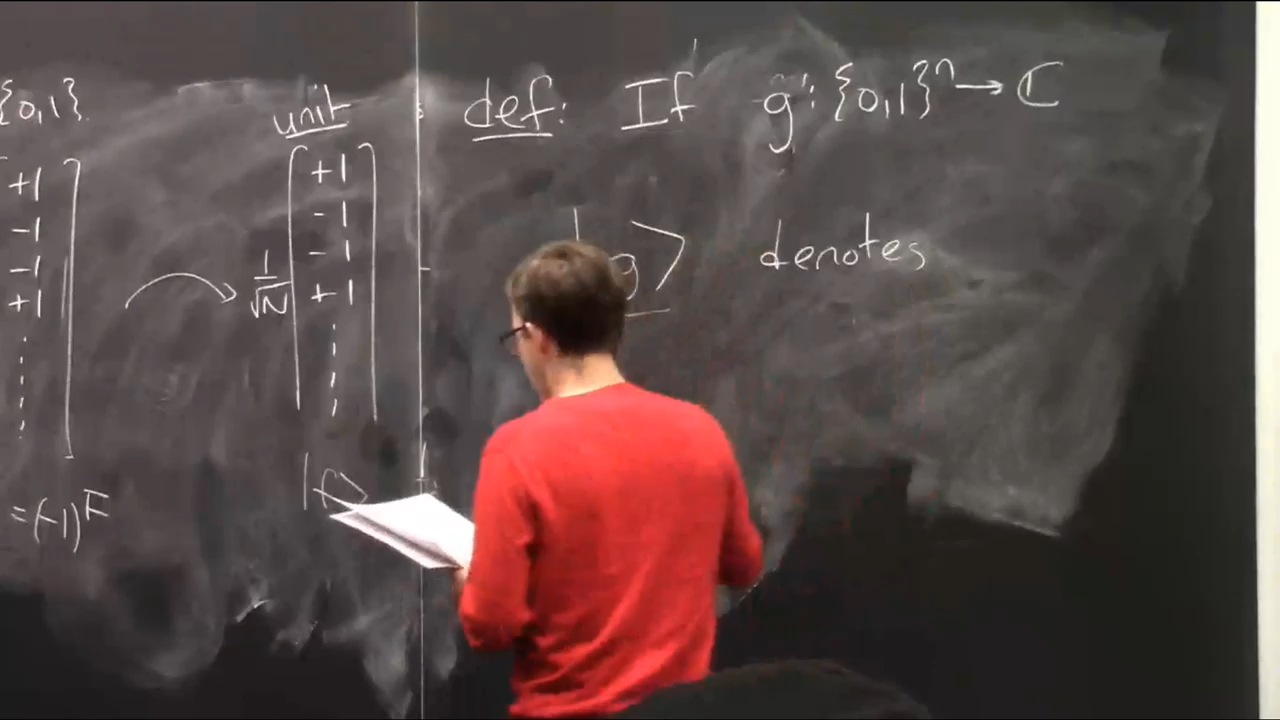 {0,1}
+1
-1
-1
+1
= (-1)^F
unit
1/√N
+1
-1
-1
+1
|f>
def: If g: {0,1}^n → ℂ
|g> denotes